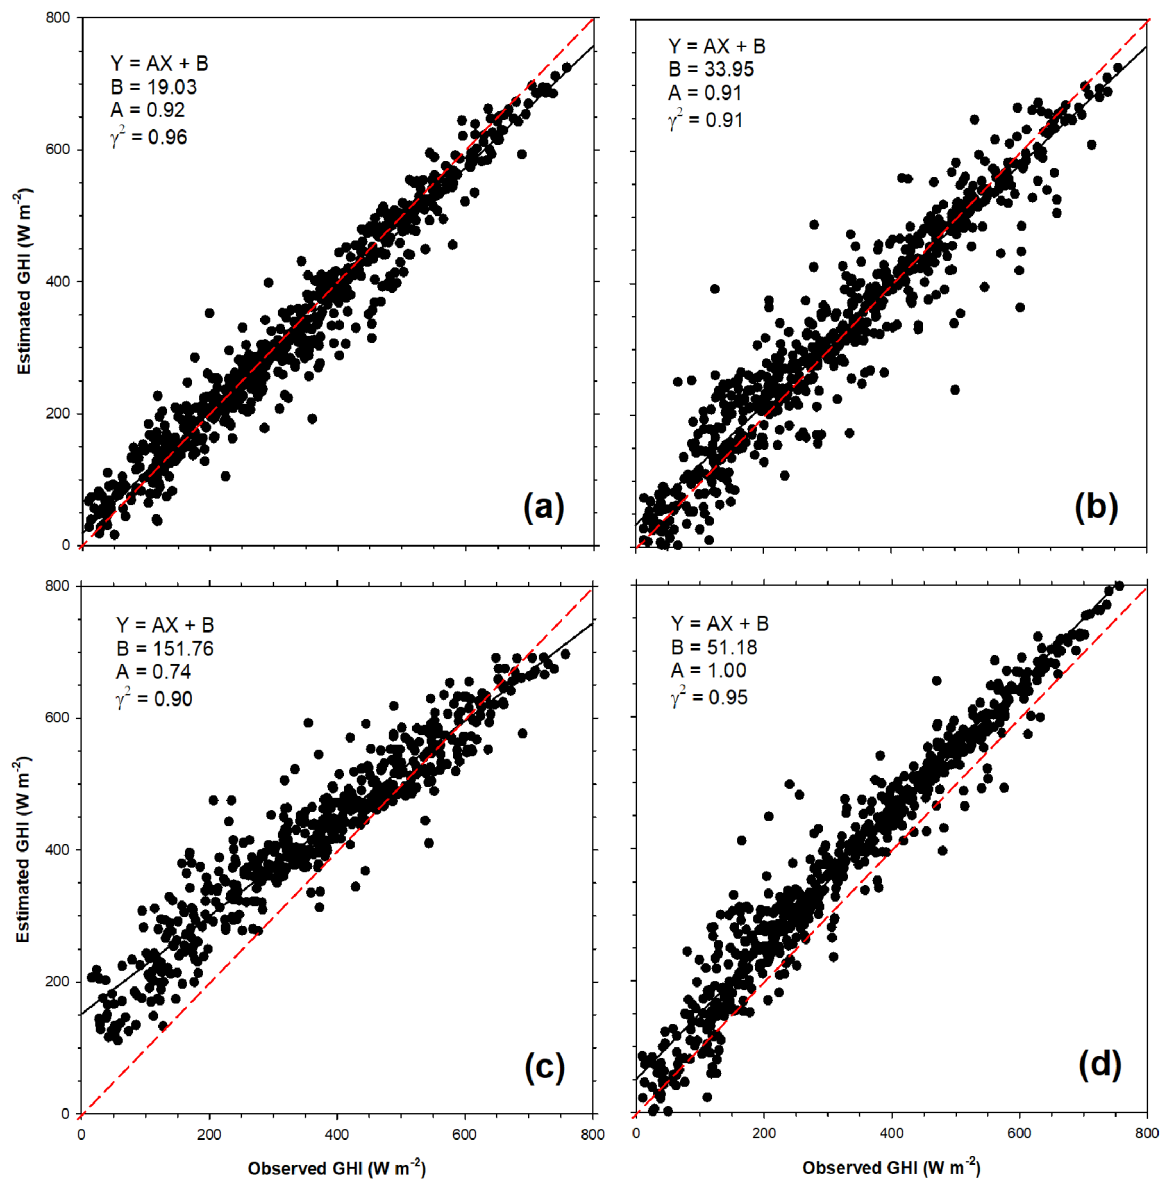 800
600
400
200
0
Estimated GHI (W m⁻²)
Y = AX + B
B = 19.03
A = 0.92
γ² = 0.96
(a)
Y = AX + B
B = 33.95
A = 0.91
γ² = 0.91
(b)
800
600
400
200
0
Estimated GHI (W m⁻²)
Y = AX + B
B = 151.76
A = 0.74
γ² = 0.90
(c)
0 200 400 600 800
Observed GHI (W m⁻²)
Y = AX + B
B = 51.18
A = 1.00
γ² = 0.95
(d)
0 200 400 600 800
Observed GHI (W m⁻²)